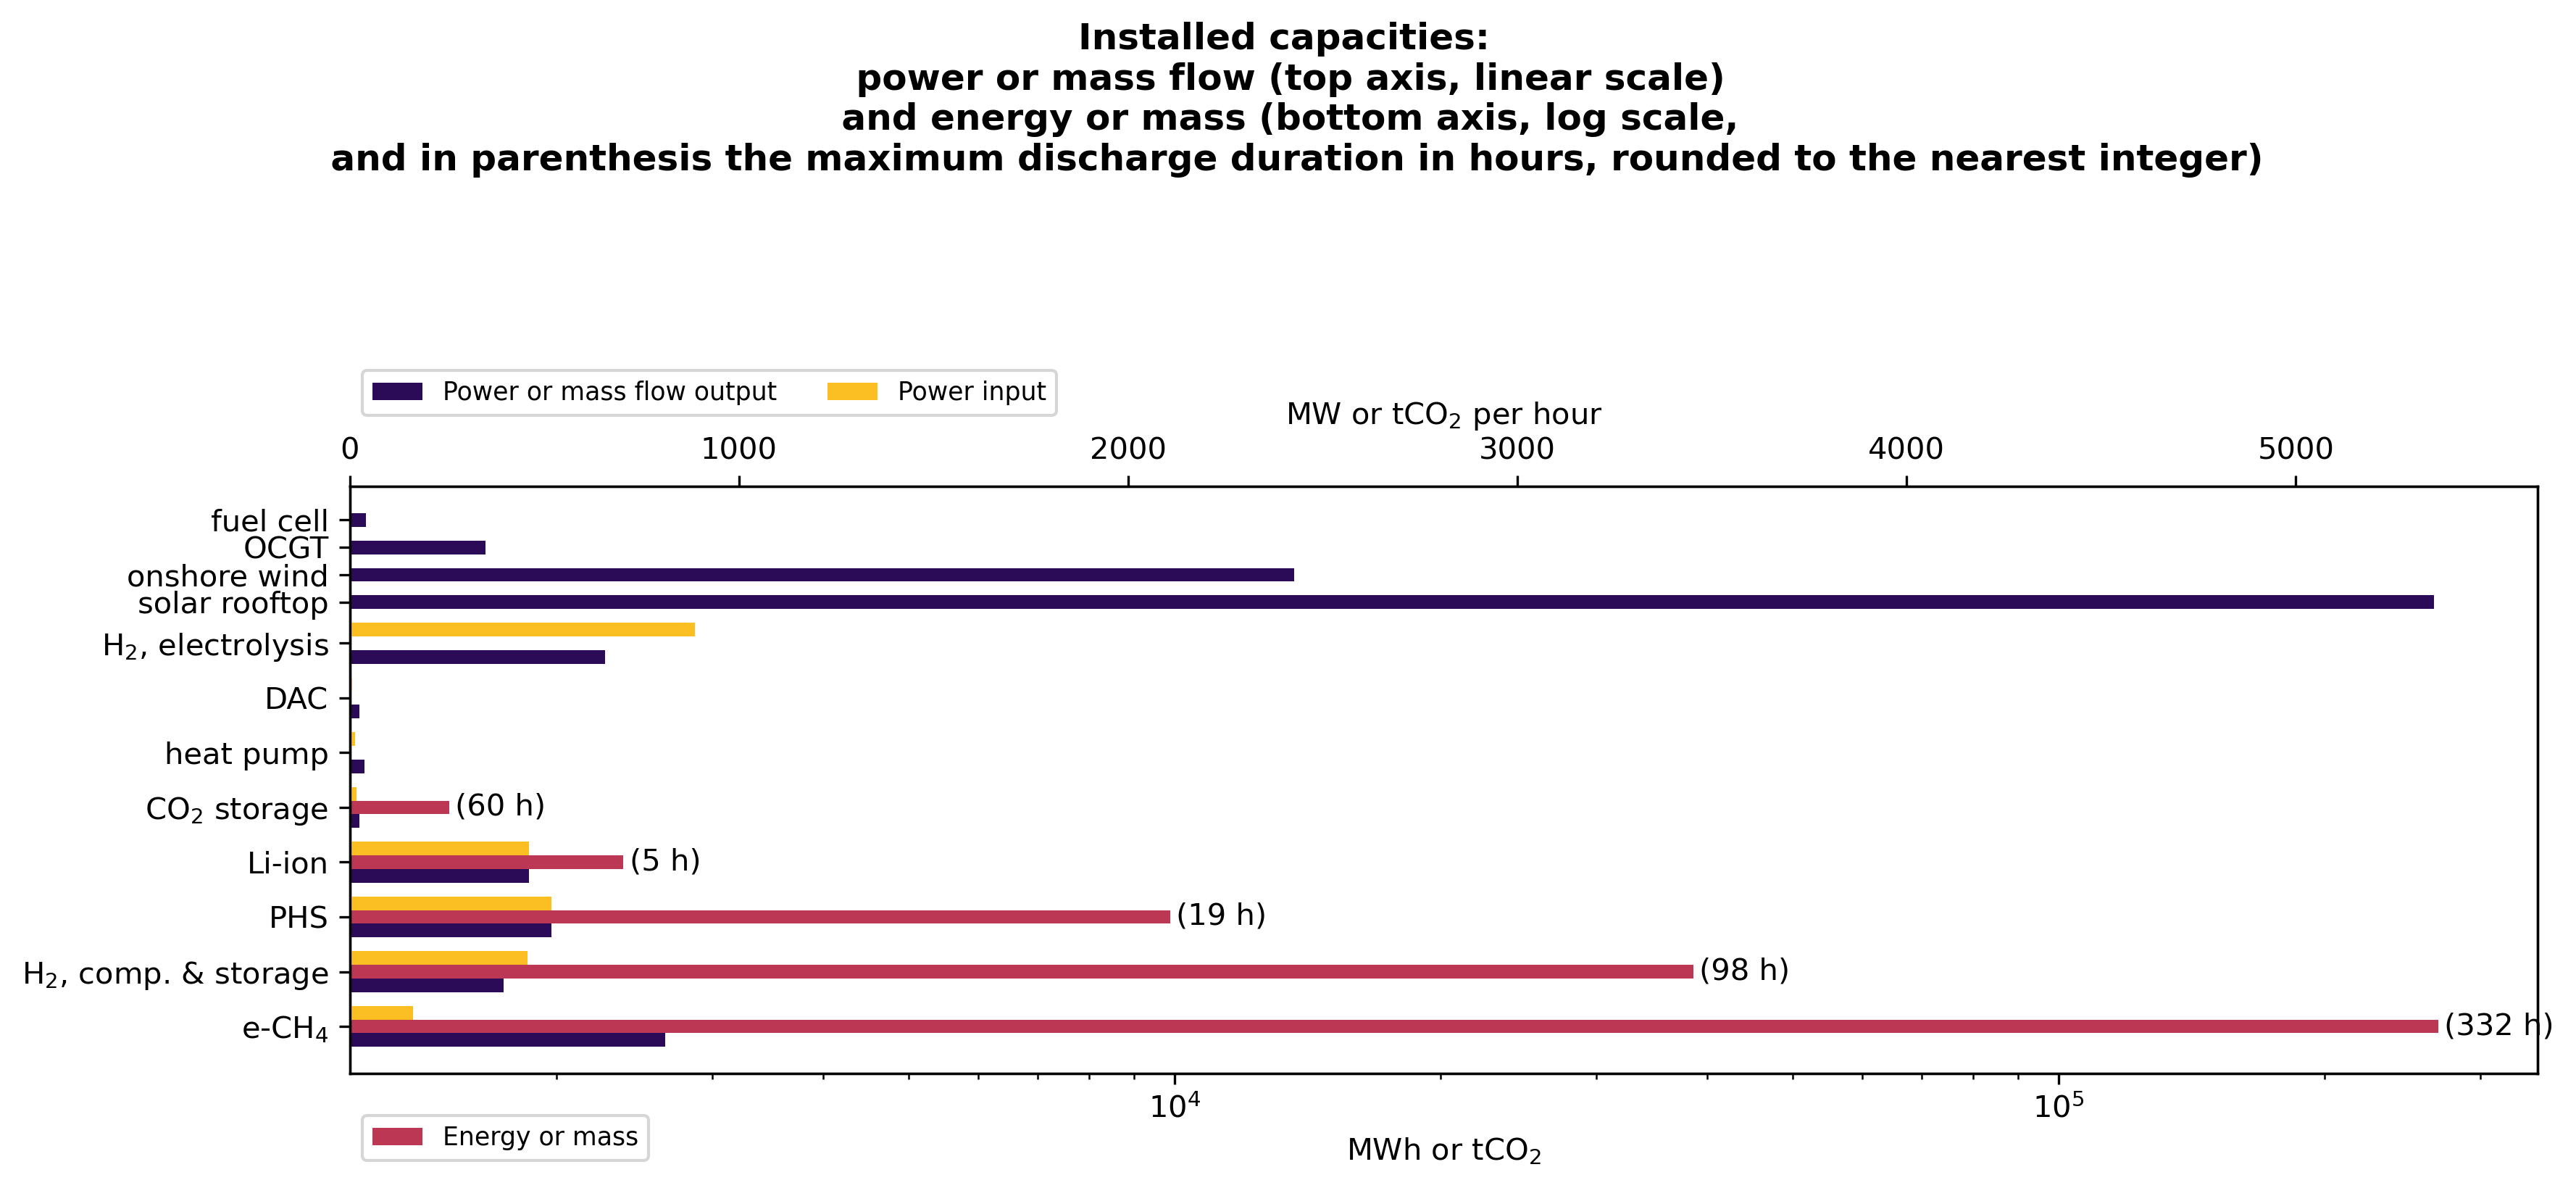 Installed capacities:
power or mass flow (top axis, linear scale)
and energy or mass (bottom axis, log scale,
and in parenthesis the maximum discharge duration in hours, rounded to the nearest integer)
Power or mass flow output Power input
MW or tCO₂ per hour
0 1000 2000 3000 4000 5000
fuel cell
OCGT
onshore wind
solar rooftop
H₂, electrolysis
DAC
heat pump
CO₂ storage (60 h)
Li-ion (5 h)
PHS (19 h)
H₂, comp. & storage (98 h)
e-CH₄ (332 h)
10⁴ 10⁵
Energy or mass
MWh or tCO₂